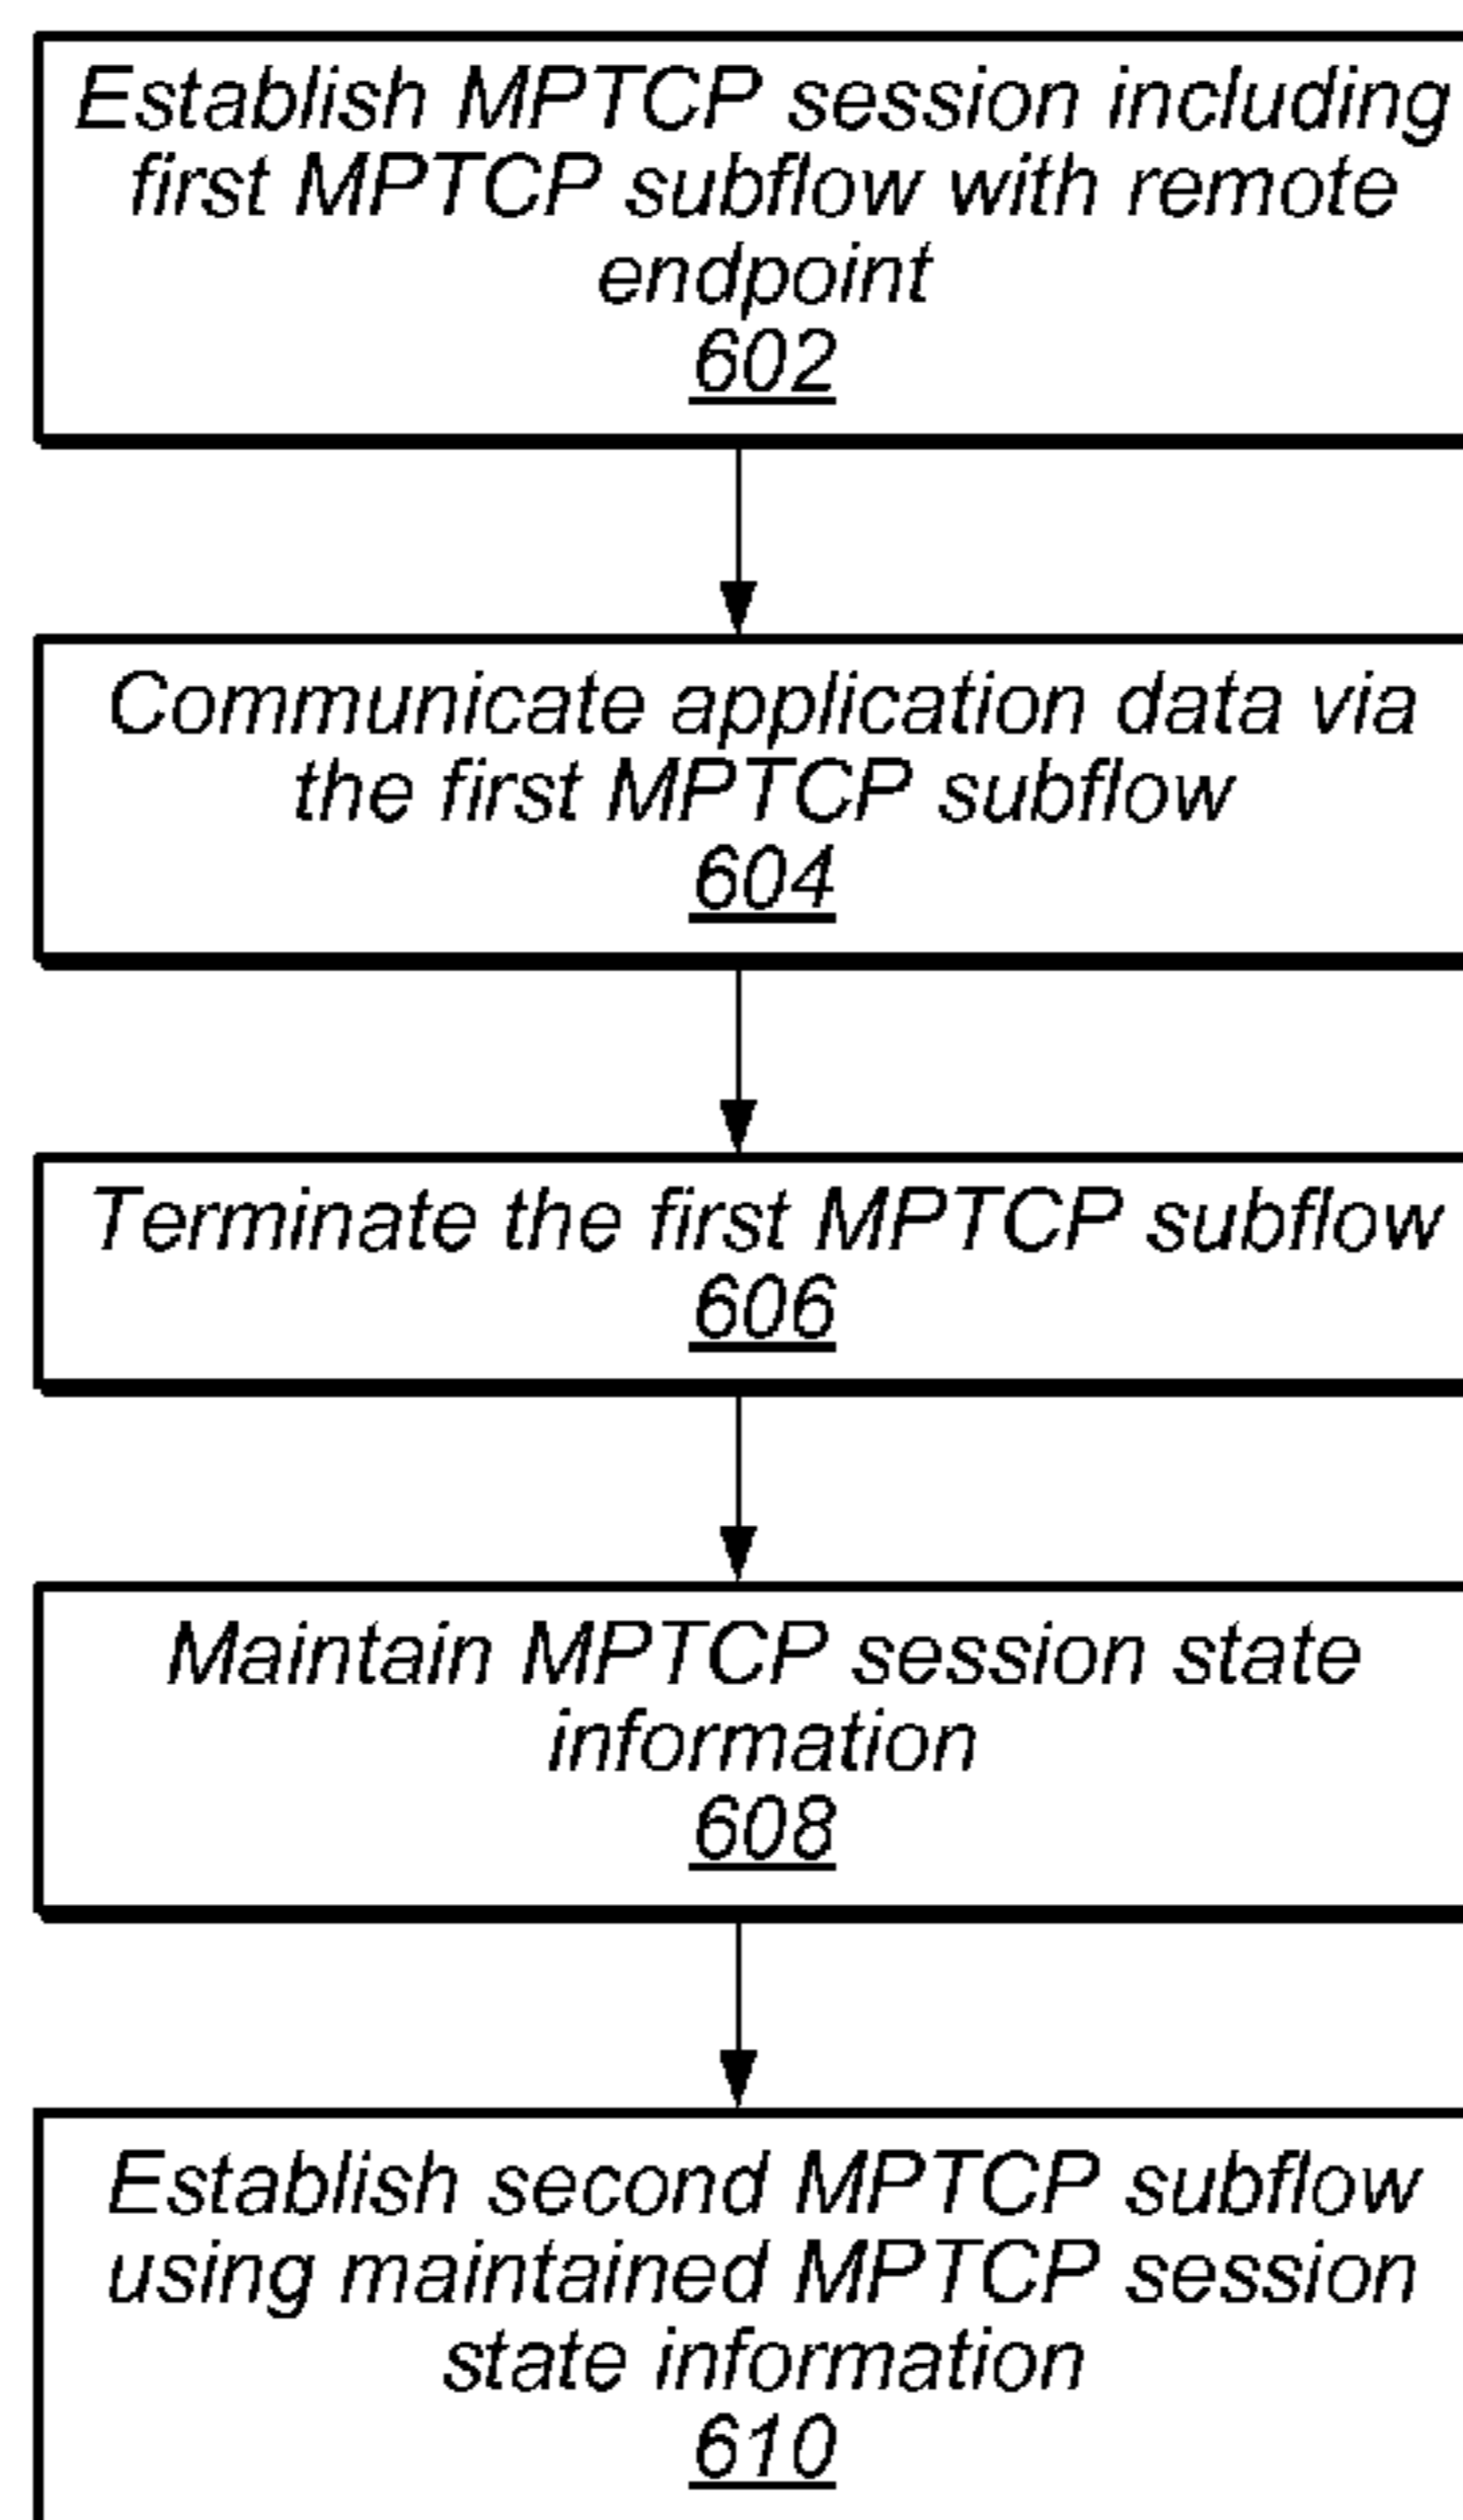 Establish MPTCP session including
first MPTCP subflow with remote
endpoint
602
Communicate application data via
the first MPTCP subflow
604
Terminate the first MPTCP subflow
606
Maintain MPTCP session state
information
608
Establish second MPTCP subflow
using maintained MPTCP session
state information
610